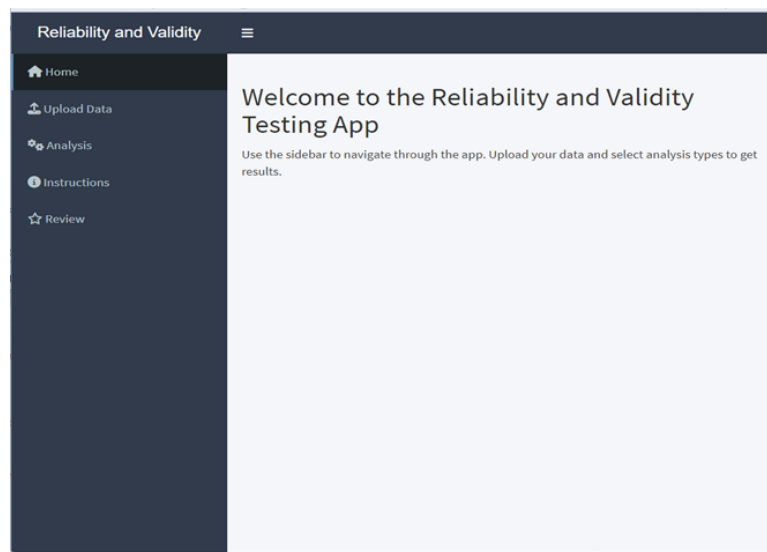 Reliability and Validity
Home
Upload Data
Analysis
Instructions
Review
Welcome to the Reliability and Validity
Testing App
Use the sidebar to navigate through the app. Upload your data and select analysis types to get
results.